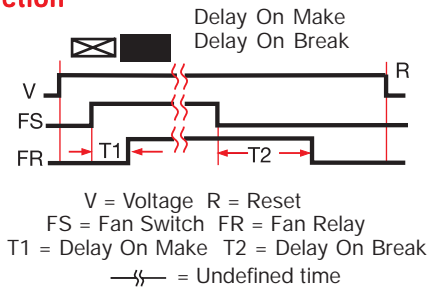 Delay On Make
Delay On Break
R
V
FS
FR
T1
T2
V = Voltage R = Reset
FS = Fan Switch FR = Fan Relay
T1 = Delay On Make T2 = Delay On Break
= Undefined time